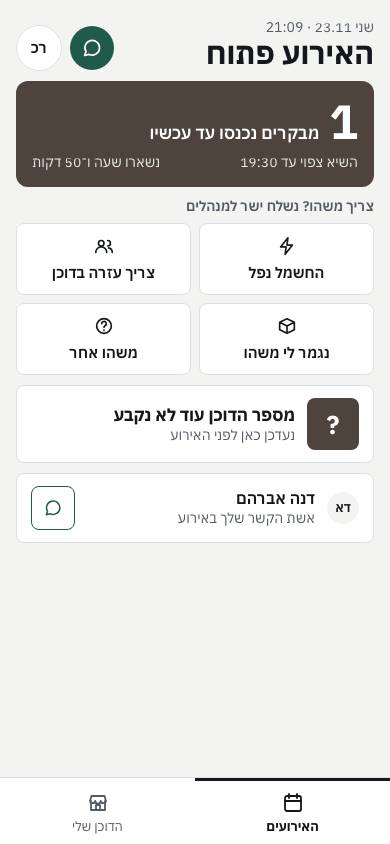 שני 23.11 · 21:09
האירוע פתוח
רכ
1 מבקרים נכנסו עד עכשיו
השיא צפוי עד 19:30
נשארו שעה ו־50 דקות
צריך משהו? נשלח ישר למנהלים
החשמל נפל
צריך עזרה בדוכן
נגמר לי משהו
משהו אחר
?
מספר הדוכן עוד לא נקבע
נעדכן כאן לפני האירוע
דא
דנה אברהם
אשת הקשר שלך באירוע
האירועים
הדוכן שלי